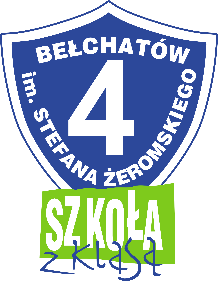 BEŁCHATÓW
4
im. STEFANA ŻEROMSKIEGO
SZKOŁA
z klasą